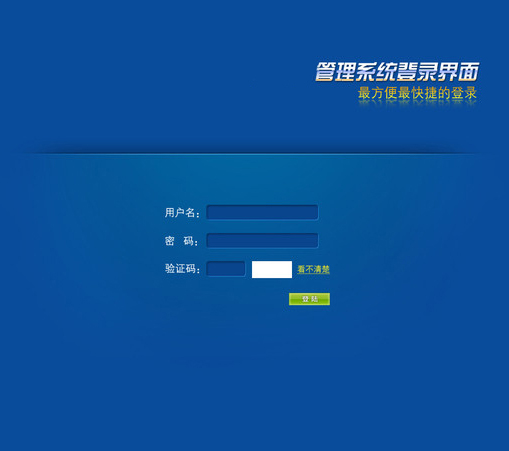 管理系统登录界面
最方便最快捷的登录
用户名：
密 码：
验证码： 看不清楚
登 陆